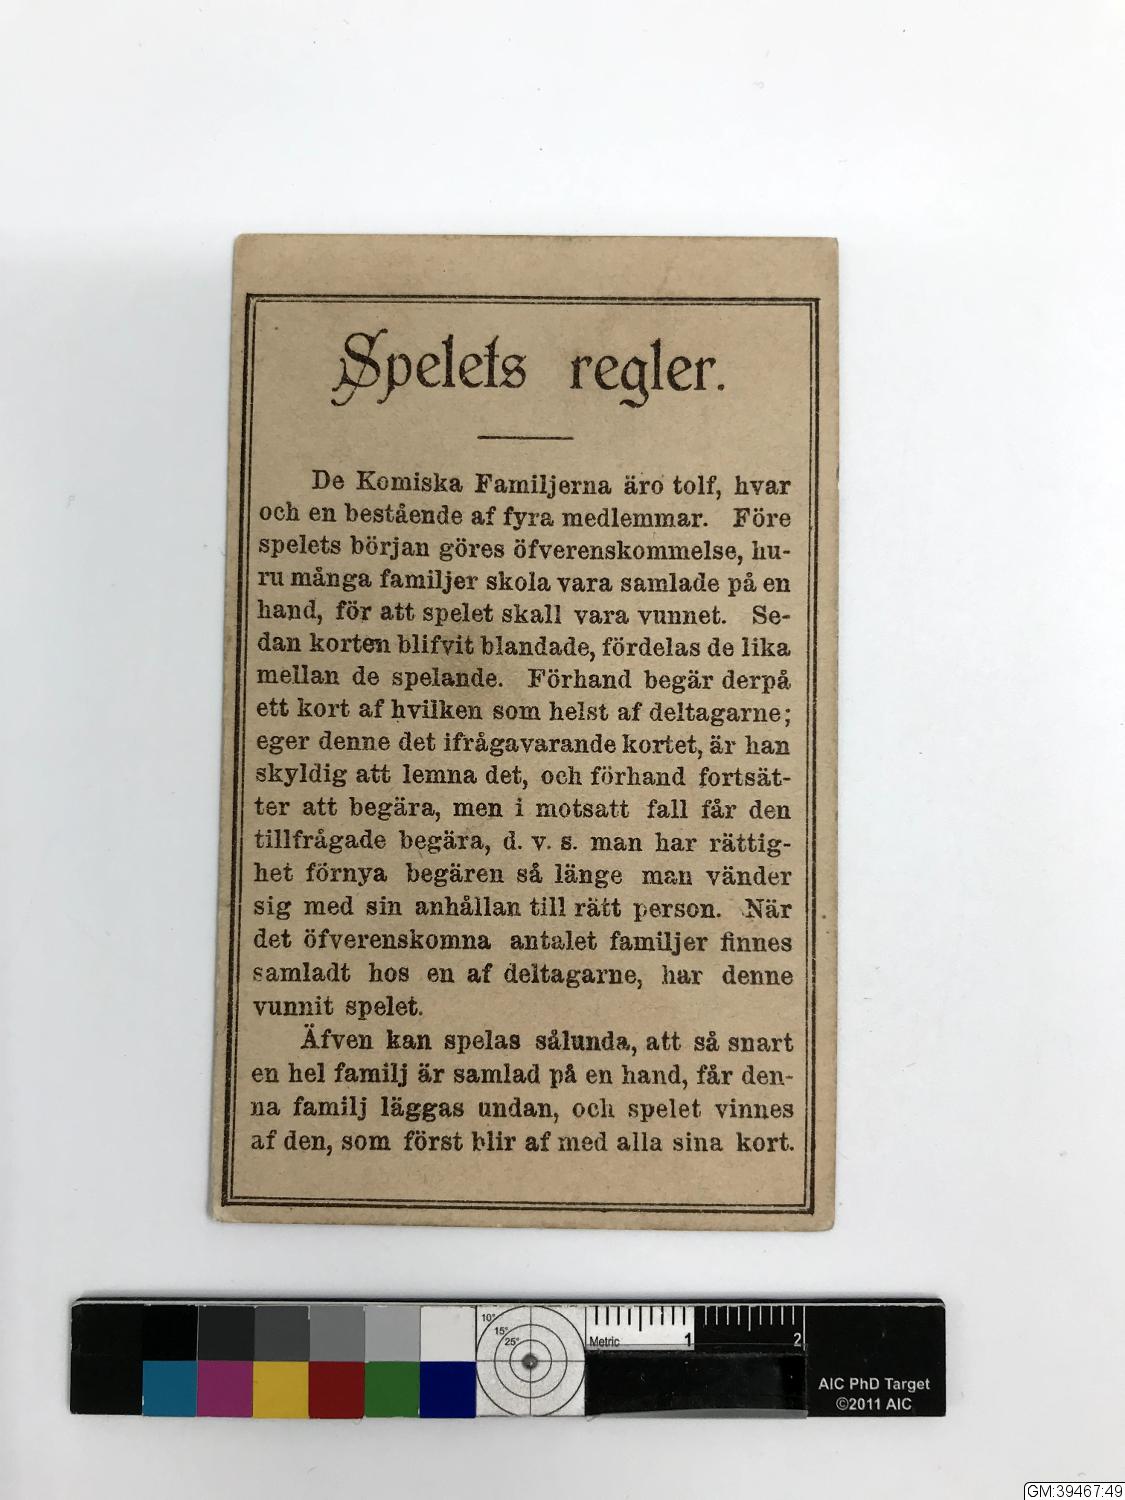 Spelets regler.
De Komiska Familjerna äro tolf, hvar
och en bestående af fyra medlemmar. Före
spelets början göres öfverenskommelse, hu-
ru många familjer skola vara samlade på en
hand, för att spelet skall vara vunnet. Se-
dan korten blifvit blandade, fördelas de lika
mellan de spelande. Förhand begär derpå
ett kort af hvilken som helst af deltagarne;
eger denne det ifrågavarande kortet, är han
skyldig att lemna det, och förhand fortsät-
ter att begära, men i motsatt fall får den
tillfrågade begära, d. v. s. man har rättig-
het förnya begären så länge man vänder
sig med sin anhållan till rätt person. När
det öfverenskomna antalet familjer finnes
samladt hos en af deltagarne, har denne
vunnit spelet.
Äfven kan spelas sålunda, att så snart
en hel familj är samlad på en hand, får den-
na familj läggas undan, och spelet vinnes
af den, som först blir af med alla sina kort.
10°
15°
25°
Metric 1 2
AIC PhD Target
©2011 AIC
GM:39467:49